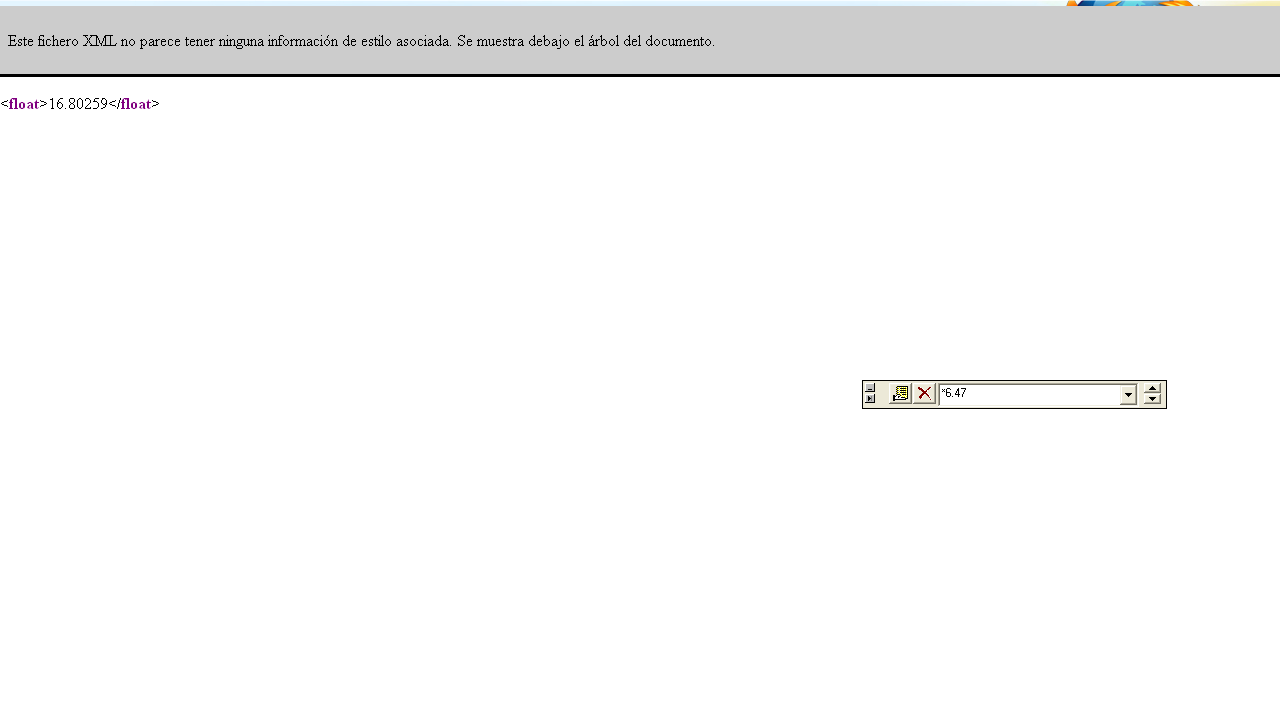 Este fichero XML no parece tener ninguna información de estilo asociada. Se muestra debajo el árbol del documento.
<float>16.80259</float>
*6.47